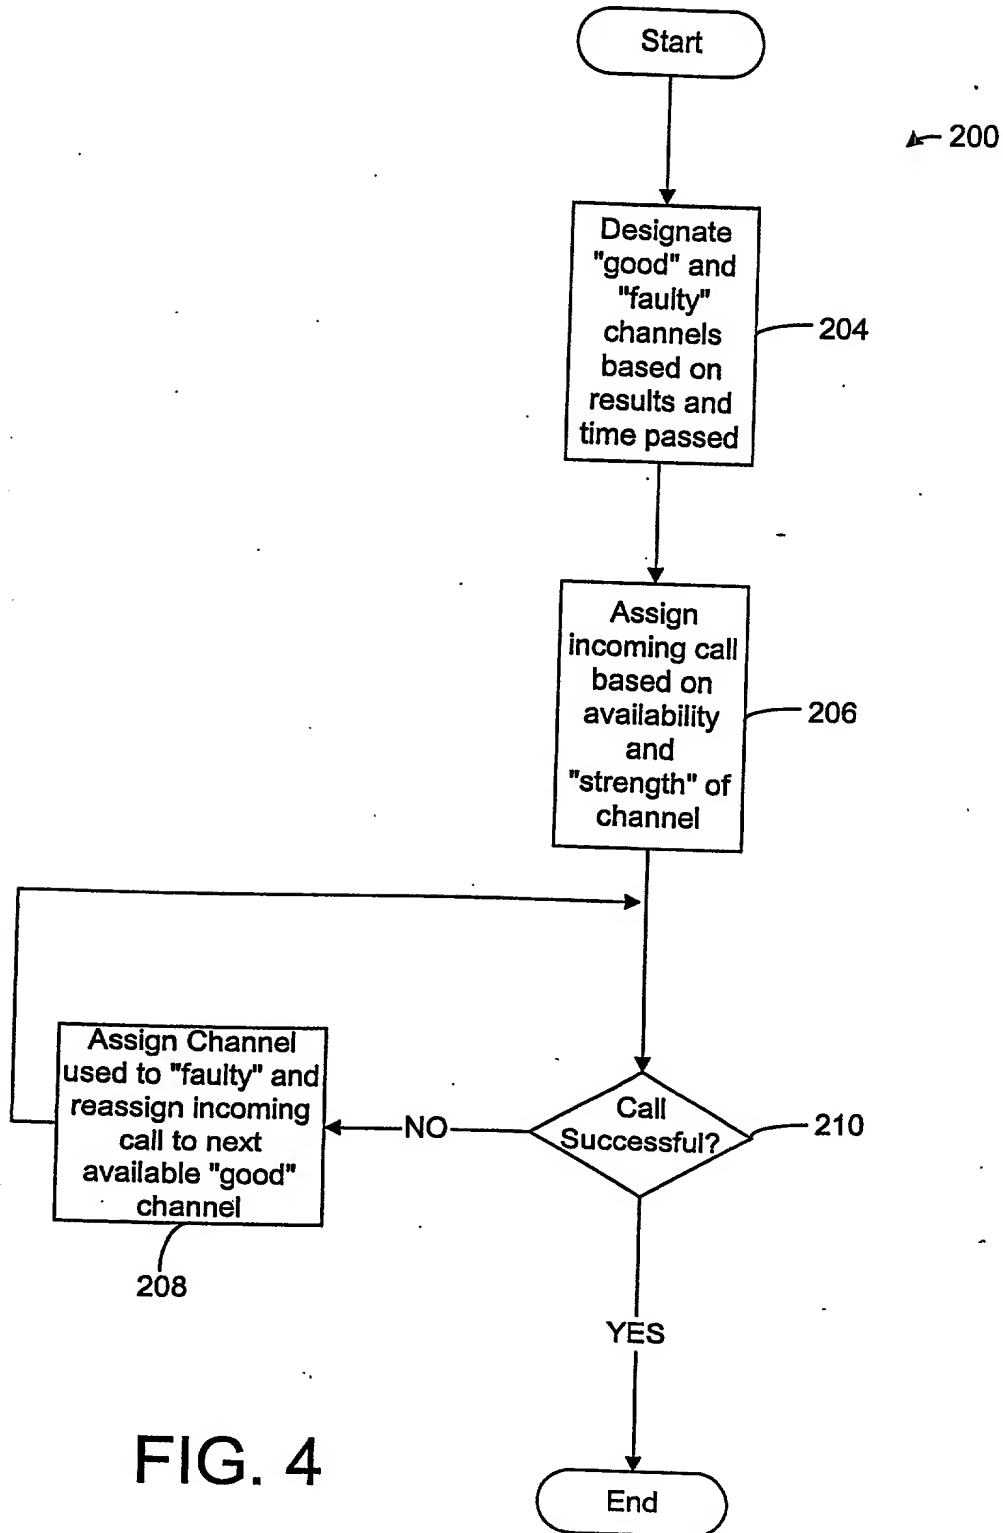 Start
200
Designate
"good" and
"faulty"
channels
based on
results and
time passed
204
Assign
incoming call
based on
availability
and
"strength" of
channel
206
Assign Channel
used to "faulty" and
reassign incoming
call to next
available "good"
channel
208
NO
Call
Successful?
210
YES
FIG. 4
End